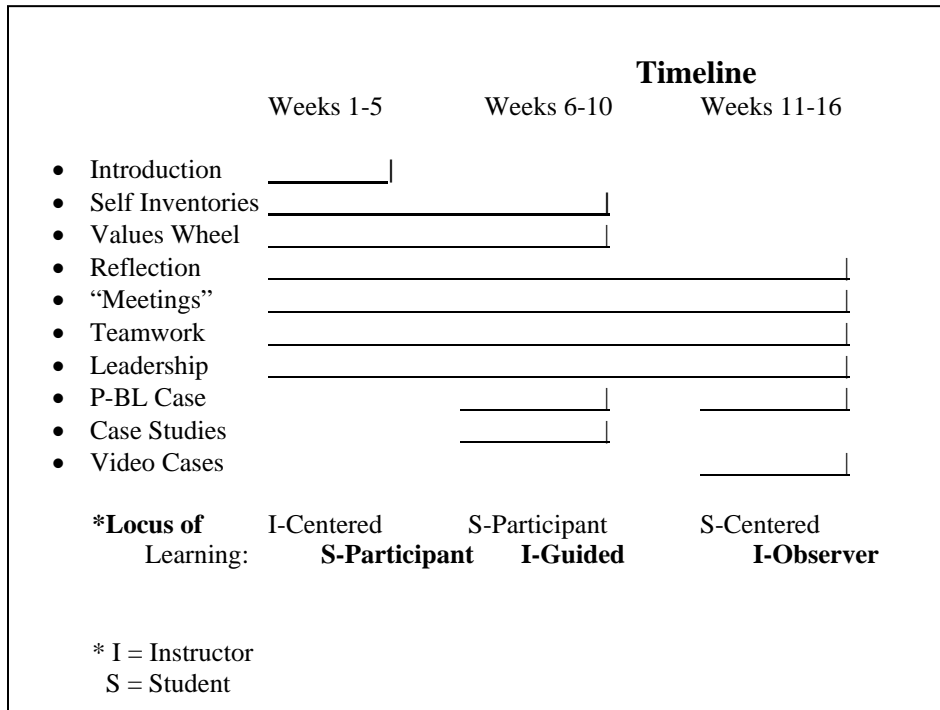 Timeline
Weeks 1-5 Weeks 6-10 Weeks 11-16
• Introduction
• Self Inventories
• Values Wheel
• Reflection
• “Meetings”
• Teamwork
• Leadership
• P-BL Case
• Case Studies
• Video Cases
*Locus of I-Centered S-Participant S-Centered
Learning: S-Participant I-Guided I-Observer
* I = Instructor
S = Student